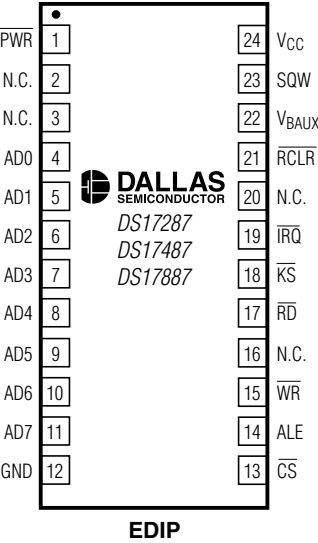 PWR 1 24 VCC
N.C. 2 23 SQW
N.C. 3 22 VBAUX
AD0 4 21 RCLR
DALLAS
SEMICONDUCTOR
AD1 5 20 N.C.
DS17287
AD2 6 19 IRQ
DS17487
AD3 7 18 KS
DS17887
AD4 8 17 RD
AD5 9 16 N.C.
AD6 10 15 WR
AD7 11 14 ALE
GND 12 13 CS
EDIP